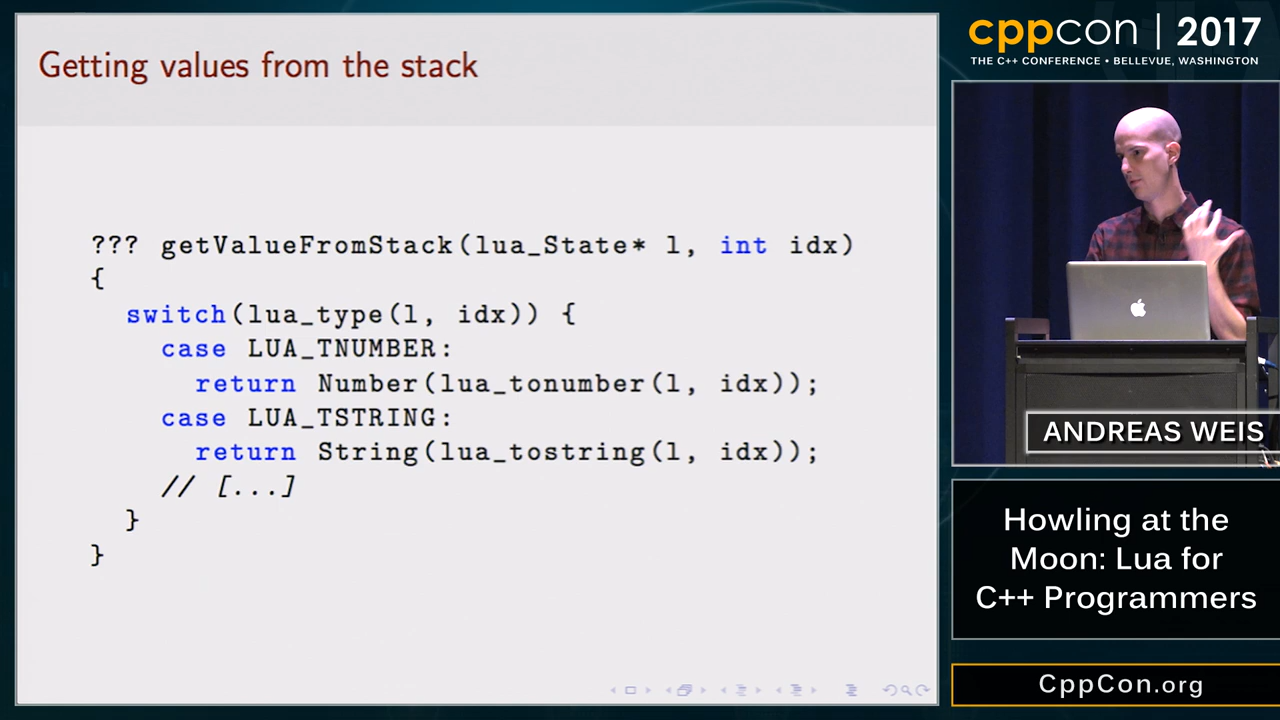 Getting values from the stack
??? getValueFromStack(lua_State* l, int idx)
{
switch(lua_type(l, idx)) {
case LUA_TNUMBER:
return Number(lua_tonumber(l, idx));
case LUA_TSTRING:
return String(lua_tostring(l, idx));
// [...]
}
}
cppcon | 2017
THE C++ CONFERENCE • BELLEVUE, WASHINGTON
ANDREAS WEIS
Howling at the
Moon: Lua for
C++ Programmers
CppCon.org